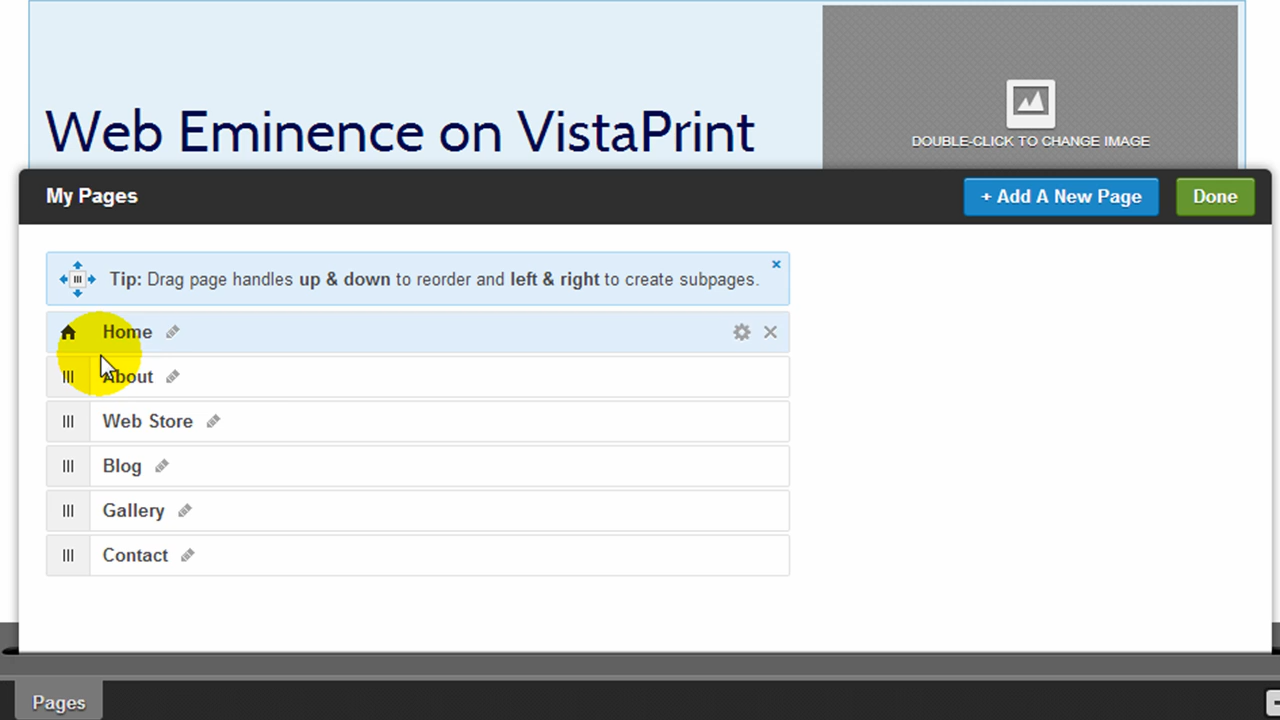 Web Eminence on VistaPrint
DOUBLE-CLICK TO CHANGE IMAGE
My Pages
+ Add A New Page
Done
Tip: Drag page handles up & down to reorder and left & right to create subpages.
Home
About
Web Store
Blog
Gallery
Contact
Pages